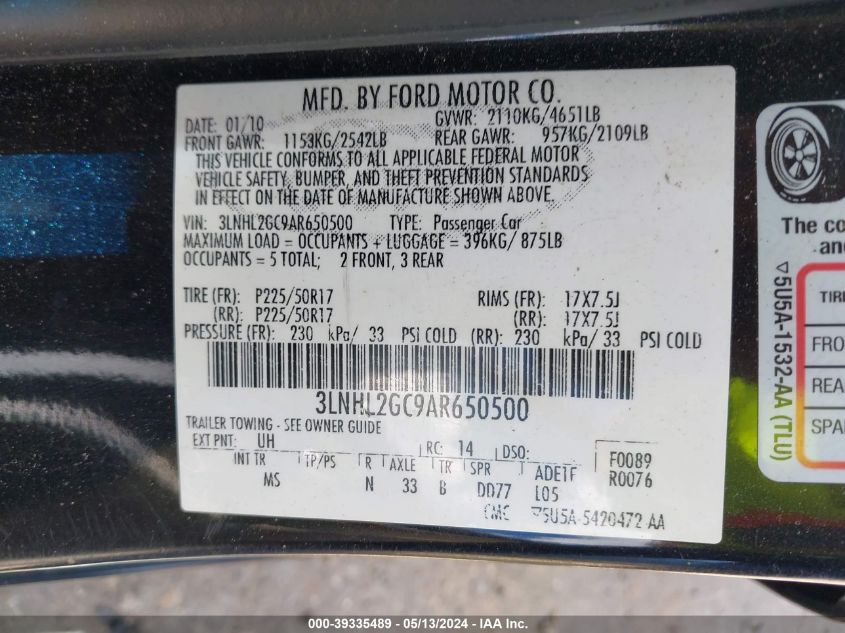 MFD. BY FORD MOTOR CO.
DATE: 01/10 GVWR: 2110KG/4651LB
FRONT GAWR: 1153KG/2542LB REAR GAWR: 957KG/2109LB
THIS VEHICLE CONFORMS TO ALL APPLICABLE FEDERAL MOTOR
VEHICLE SAFETY, BUMPER, AND THEFT PREVENTION STANDARDS
IN EFFECT ON THE DATE OF MANUFACTURE SHOWN ABOVE.
VIN: 3LNHL2GC9AR650500 TYPE: Passenger Car
MAXIMUM LOAD = OCCUPANTS + LUGGAGE = 396KG/ 875LB
OCCUPANTS = 5 TOTAL; 2 FRONT, 3 REAR
TIRE (FR): P225/50R17 RIMS (FR): 17X7.5J
(RR): P225/50R17 (RR): 17X7.5J
PRESSURE (FR): 230 kPa/ 33 PSI COLD (RR): 230 kPa/ 33 PSI COLD
3LNHL2GC9AR650500
TRAILER TOWING - SEE OWNER GUIDE
EXT PNT: UH RC: 14 DSO: F0089
INT TR TP/PS R AXLE TR SPR ADE1F R0076
MS N 33 B DD77 L05
CMC ▽5U5A-5420472-AA
The co
and
▽5U5A-1532-AA (TLU)
TIRE
FRO
REA
SPA
000-39335489 - 05/13/2024 - IAA Inc.